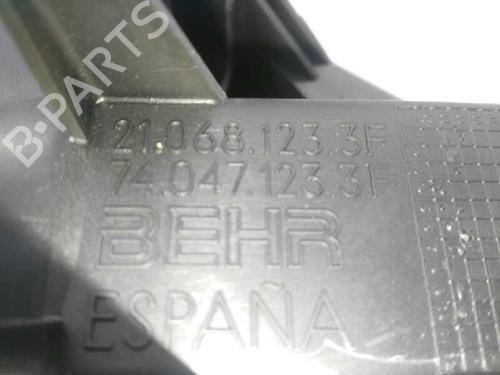 B-PARTS
21.068.123.3F
74.047.123 3F
BEHR
ESPAÑA